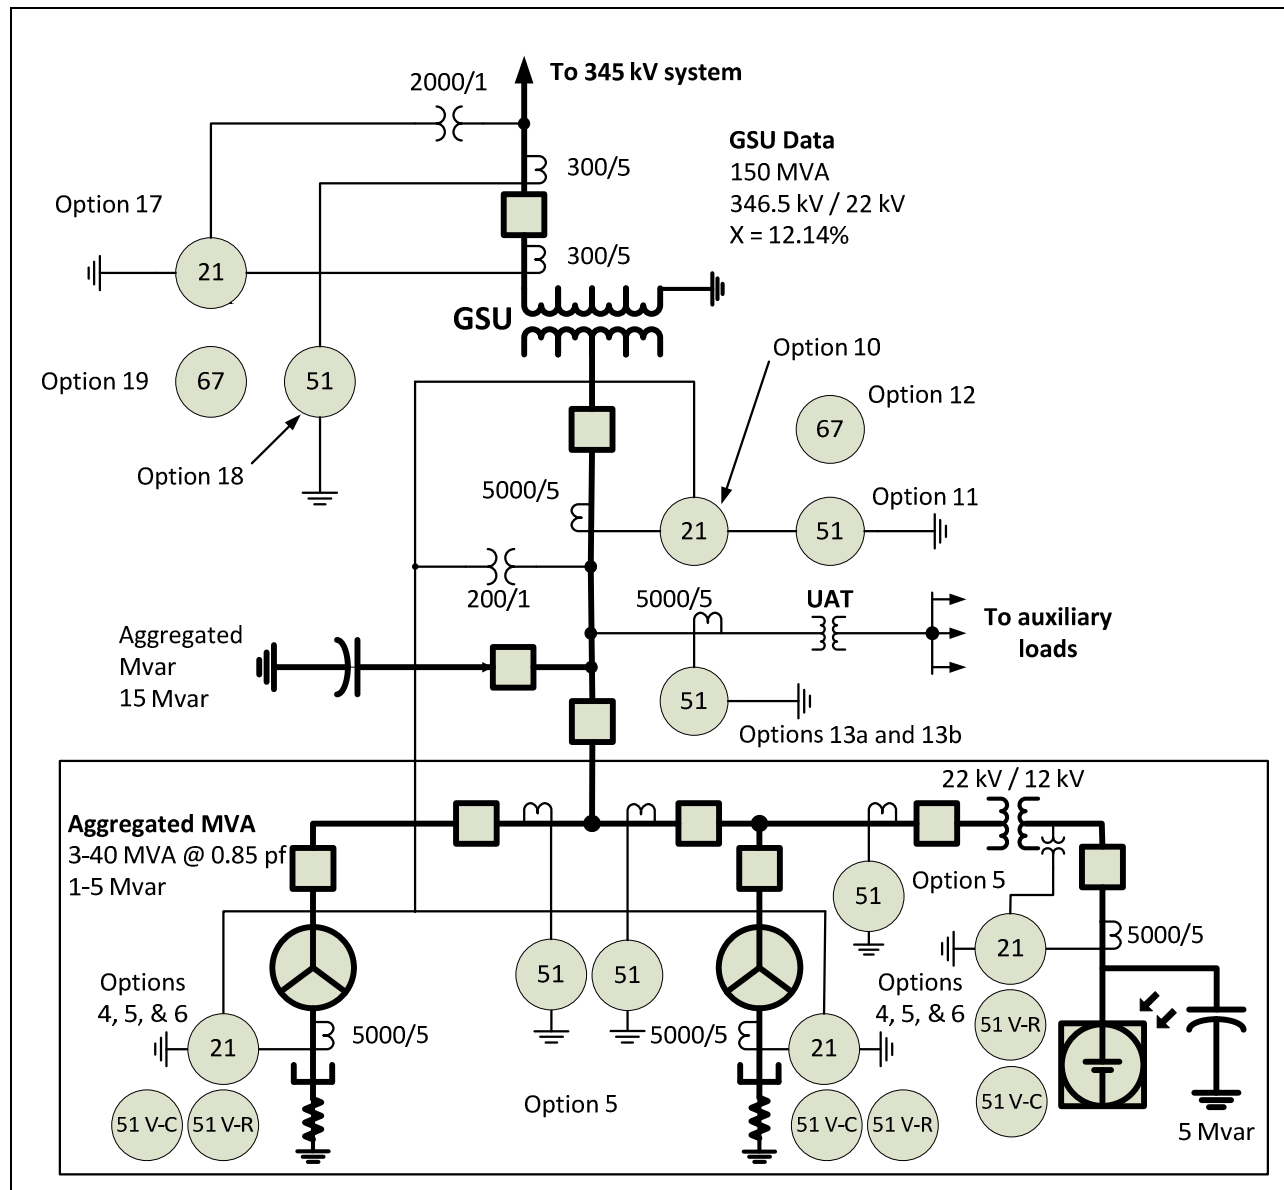 To 345 kV system
2000/1
GSU Data
150 MVA
346.5 kV / 22 kV
X = 12.14%
300/5
Option 17
300/5
21
GSU
Option 10
Option 19
67
51
Option 12
67
Option 18
5000/5
Option 11
21
51
200/1
5000/5
UAT
To auxiliary
loads
Aggregated
Mvar
15 Mvar
51
Options 13a and 13b
22 kV / 12 kV
Aggregated MVA
3-40 MVA @ 0.85 pf
1-5 Mvar
51
Option 5
21
5000/5
Options
4, 5, & 6
51
51
Options
4, 5, & 6
51 V-R
21
5000/5
5000/5
21
51 V-C
51 V-C
51 V-R
Option 5
51 V-C
51 V-R
5 Mvar